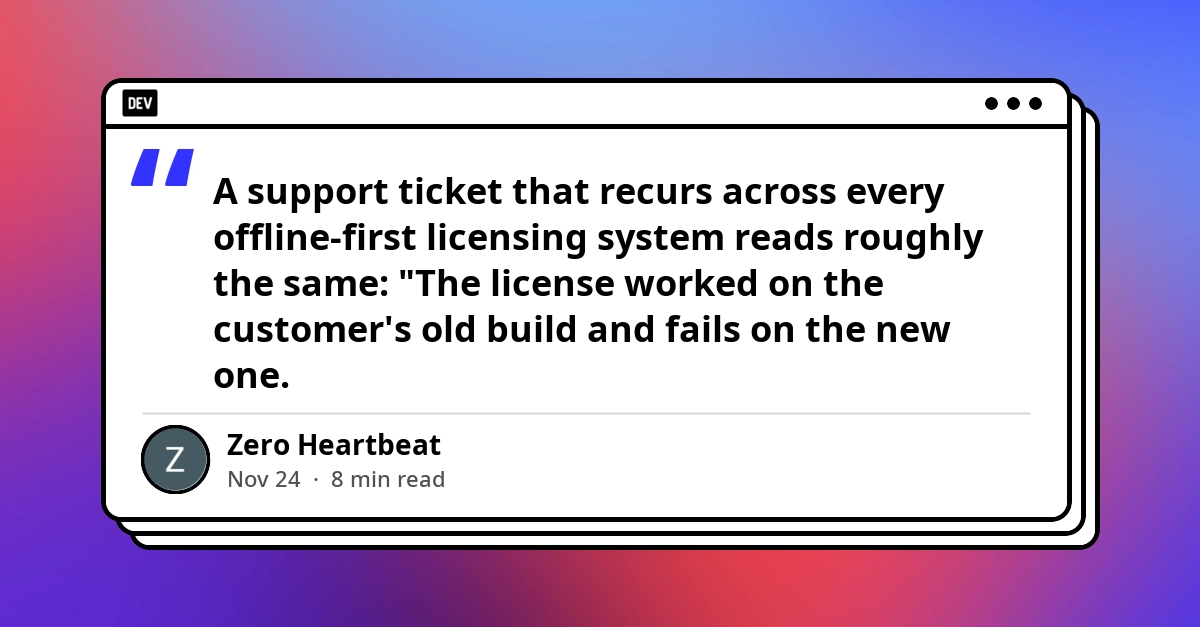 DEV
“
A support ticket that recurs across every
offline-first licensing system reads roughly
the same: "The license worked on the
customer's old build and fails on the new
one.
Z
Zero Heartbeat
Nov 24 · 8 min read